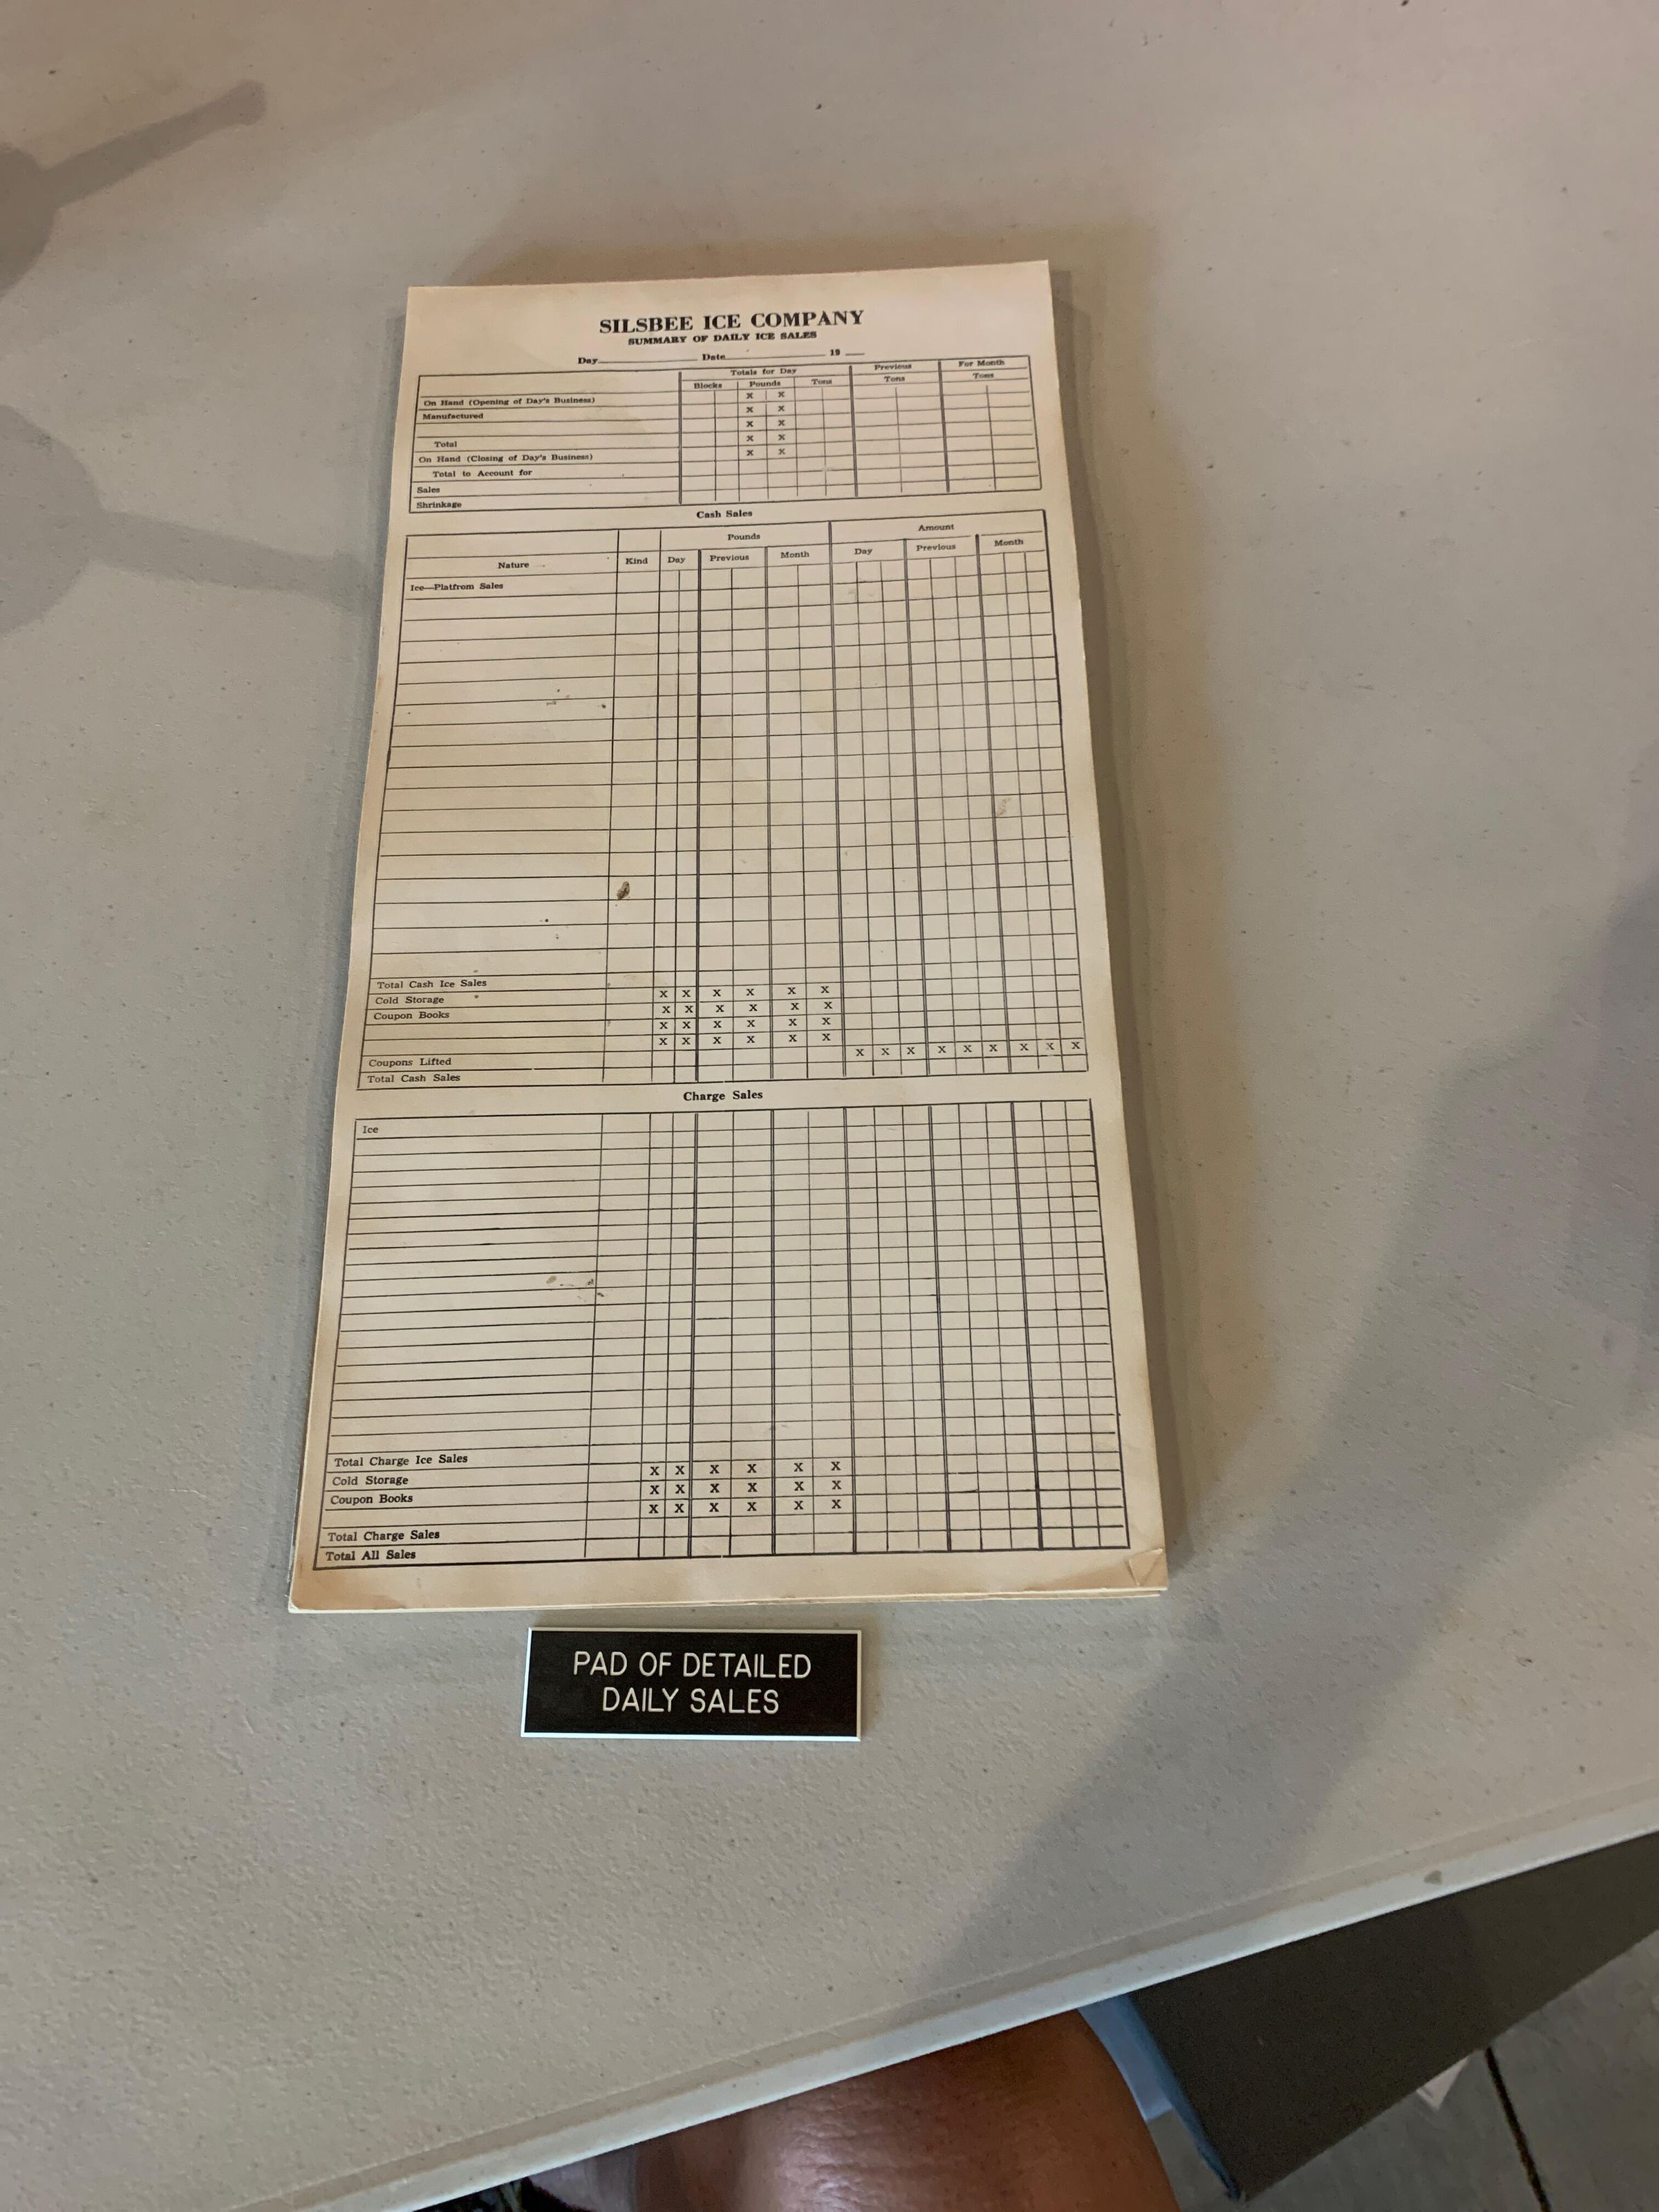 SILSBEE ICE COMPANY
SUMMARY OF DAILY ICE SALES
Day Date 19
Totals for Day Previous For Month
Blocks Pounds Tons Tons Tons
On Hand (Opening of Day's Business) x x
Manufactured x x
x x
Total x x
On Hand (Closing of Day's Business) x x
Total to Account for
Sales
Shrinkage
Cash Sales
Pounds Amount
Nature Kind Day Previous Month Day Previous Month
Ice—Platfrom Sales
Total Cash Ice Sales
Cold Storage x x x x x x
Coupon Books x x x x x x
x x x x x x
x x x x x x
Coupons Lifted x x x x x x x x x
Total Cash Sales
Charge Sales
Ice
Total Charge Ice Sales
Cold Storage x x x x x x
Coupon Books x x x x x x
x x x x x x
Total Charge Sales
Total All Sales
PAD OF DETAILED
DAILY SALES